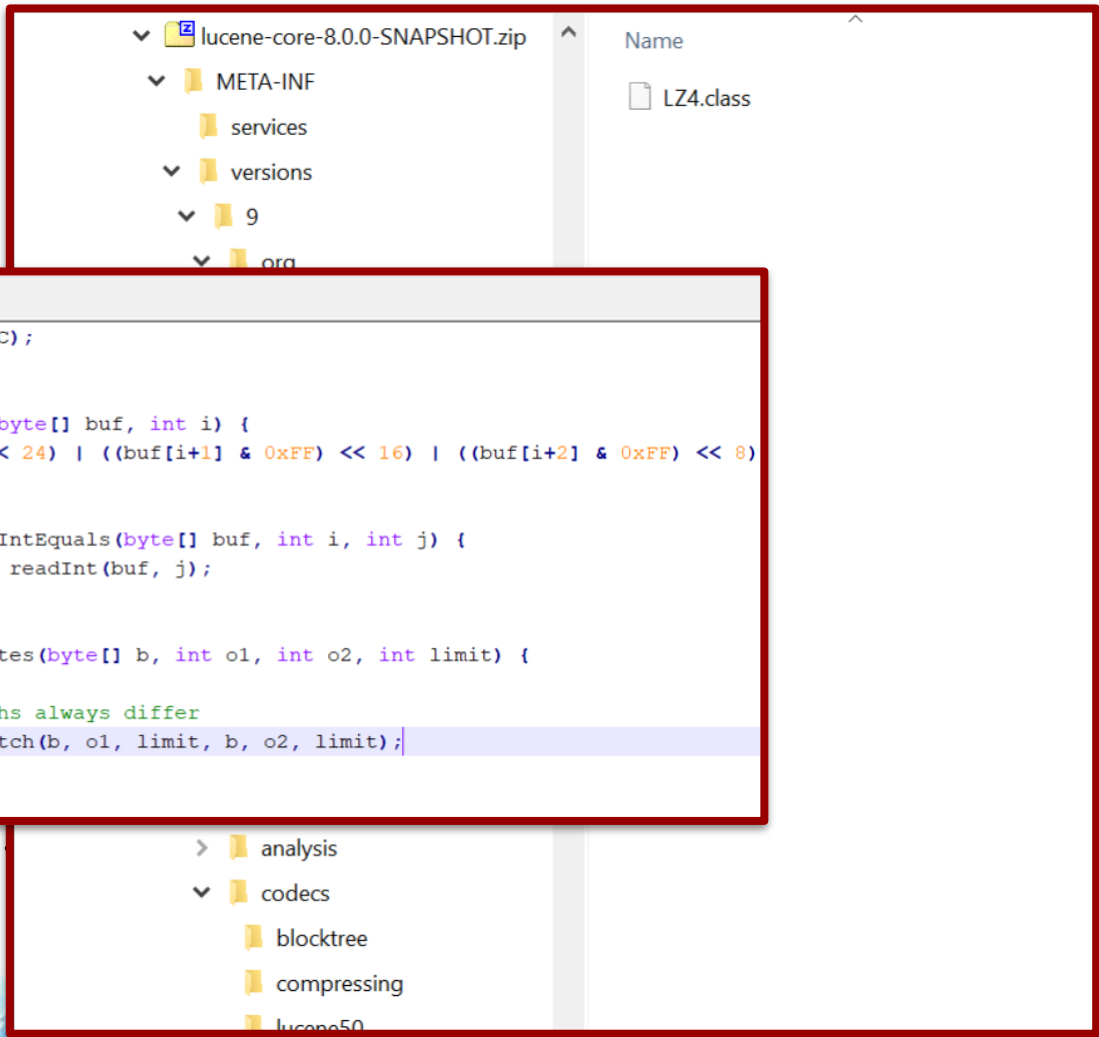 lucene-core-8.0.0-SNAPSHOT.zip
Name
META-INF
LZ4.class
services
versions
9
org
C);
byte[] buf, int i) {
< 24) | ((buf[i+1] & 0xFF) << 16) | ((buf[i+2] & 0xFF) << 8)
IntEquals(byte[] buf, int i, int j) {
readInt(buf, j);
tes(byte[] b, int o1, int o2, int limit) {
hs always differ
tch(b, o1, limit, b, o2, limit);
analysis
codecs
blocktree
compressing
lucene50